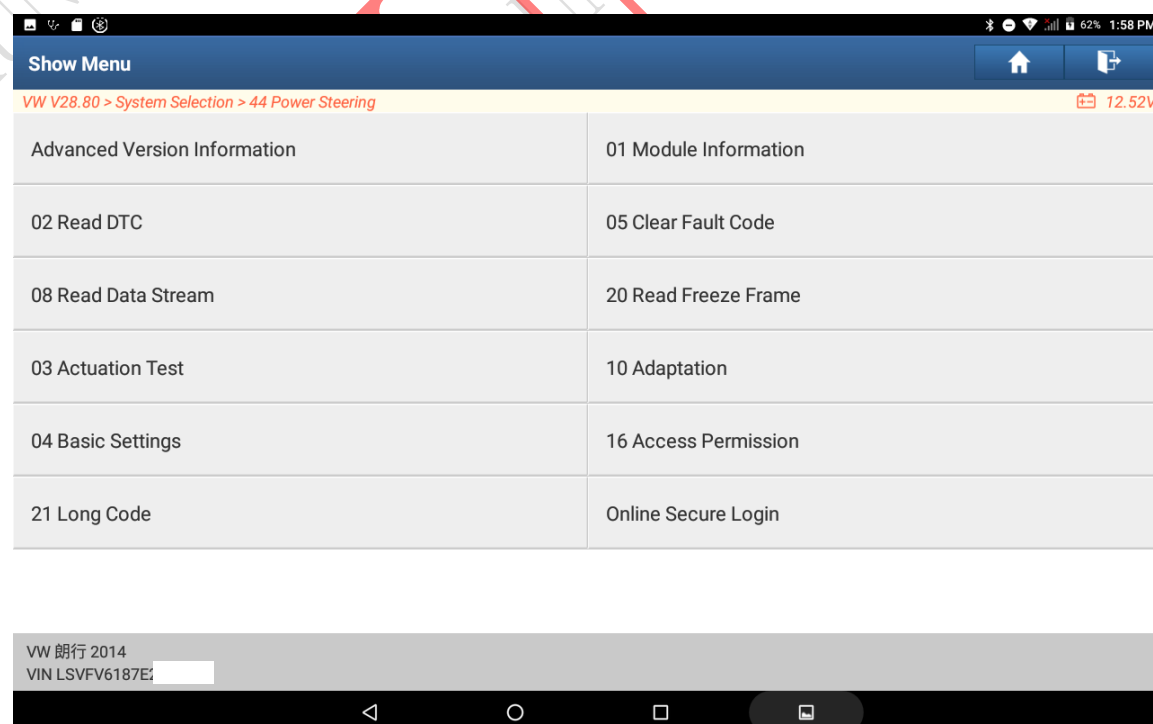 62% 1:58 PM
Show Menu
VW V28.80 > System Selection > 44 Power Steering
12.52V
Advanced Version Information
01 Module Information
02 Read DTC
05 Clear Fault Code
08 Read Data Stream
20 Read Freeze Frame
03 Actuation Test
10 Adaptation
04 Basic Settings
16 Access Permission
21 Long Code
Online Secure Login
VW 朗行 2014
VIN LSVFV6187E2